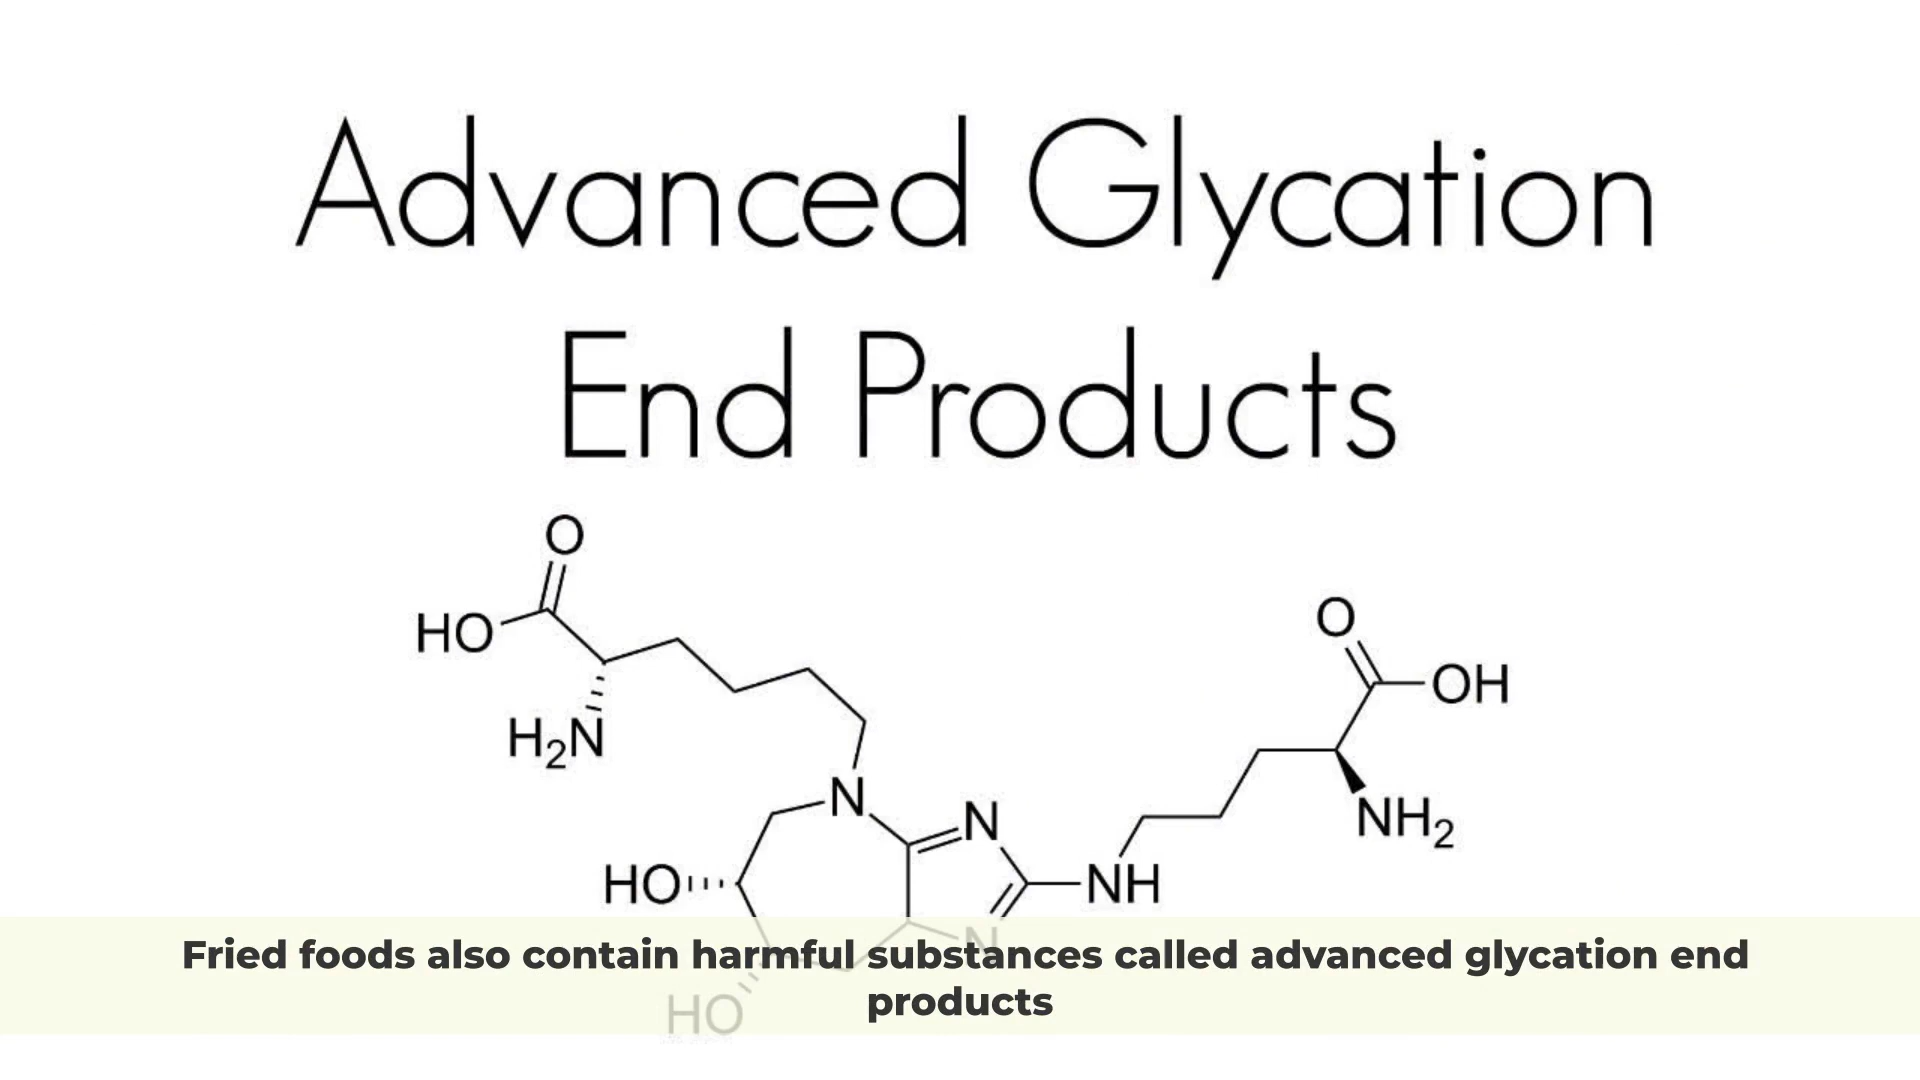 Advanced Glycation
End Products
O
HO
H2N
O
OH
NH2
N
N
HO
NH
N
HO
Fried foods also contain harmful substances called advanced glycation end
products